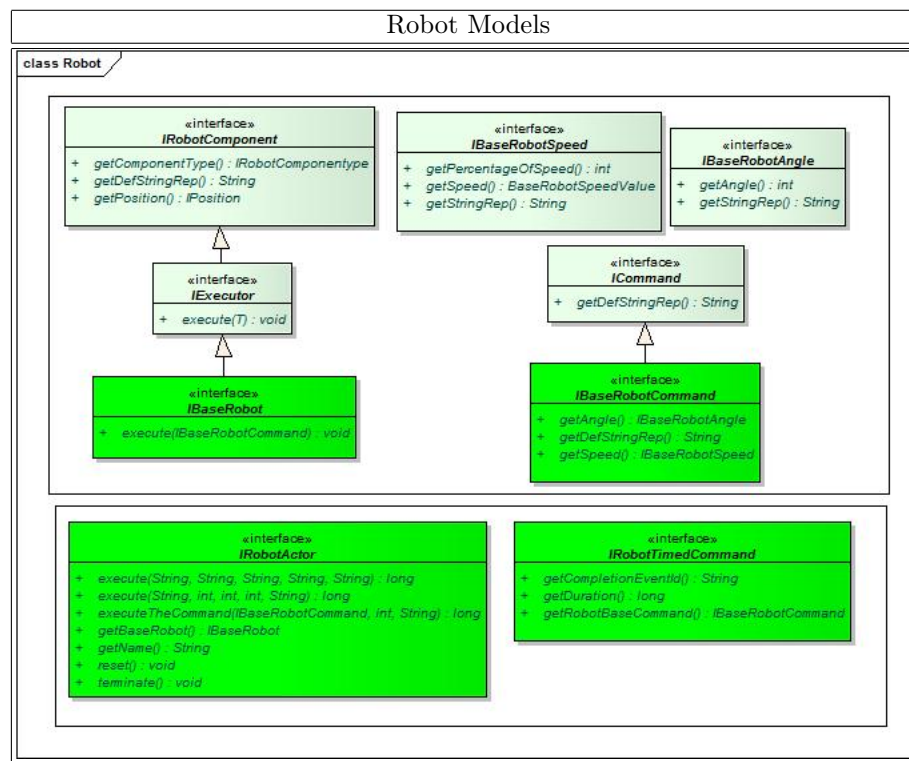 Robot Models
class Robot
«interface»
IRobotComponent
+ getComponentType() : IRobotComponentype
+ getDefStringRep() : String
+ getPosition() : IPosition
«interface»
IBaseRobotSpeed
+ getPercentageOfSpeed() : int
+ getSpeed() : BaseRobotSpeedValue
+ getStringRep() : String
«interface»
IBaseRobotAngle
+ getAngle() : int
+ getStringRep() : String
«interface»
IExecutor
+ execute(T) : void
«interface»
ICommand
+ getDefStringRep() : String
«interface»
IBaseRobot
+ execute(IBaseRobotCommand) : void
«interface»
IBaseRobotCommand
+ getAngle() : IBaseRobotAngle
+ getDefStringRep() : String
+ getSpeed() : IBaseRobotSpeed
«interface»
IRobotActor
+ execute(String, String, String, String, String) : long
+ execute(String, int, int, int, String) : long
+ executeTheCommand(IBaseRobotCommand, int, String) : long
+ getBaseRobot() : IBaseRobot
+ getName() : String
+ reset() : void
+ terminate() : void
«interface»
IRobotTimedCommand
+ getCompletionEventId() : String
+ getDuration() : long
+ getRobotBaseCommand() : IBaseRobotCommand